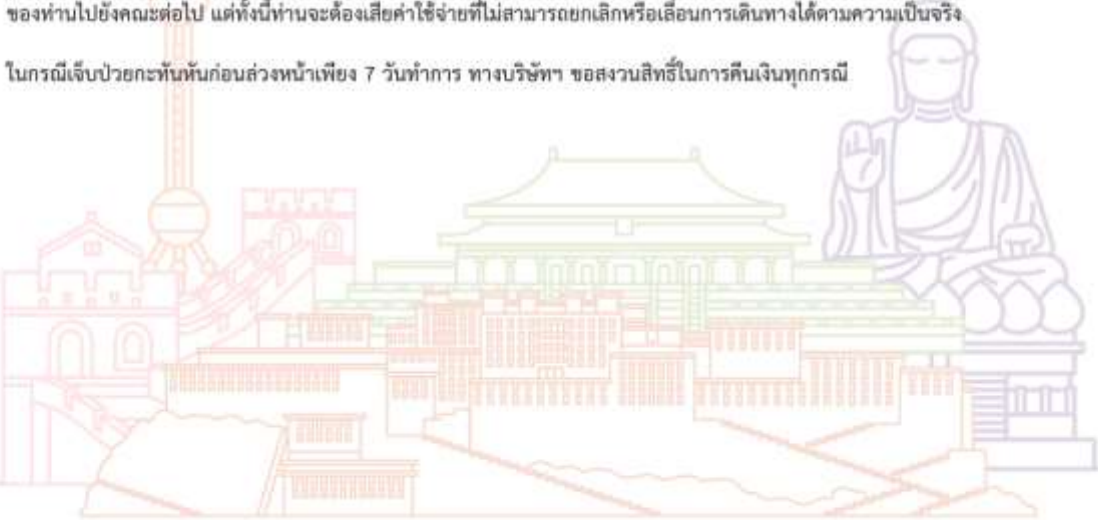 ของท่านไปยังคณะต่อไป แต่ทั้งนี้ท่านจะต้องเสียค่าใช้จ่ายที่ไม่สามารถยกเลิกหรือเลื่อนการเดินทางได้ตามความเป็นจริง
ในกรณีเจ็บป่วยกะทันหันก่อนล่วงหน้าเพียง 7 วันทำการ ทางบริษัทฯ ขอสงวนสิทธิ์ในการคืนเงินทุกกรณี